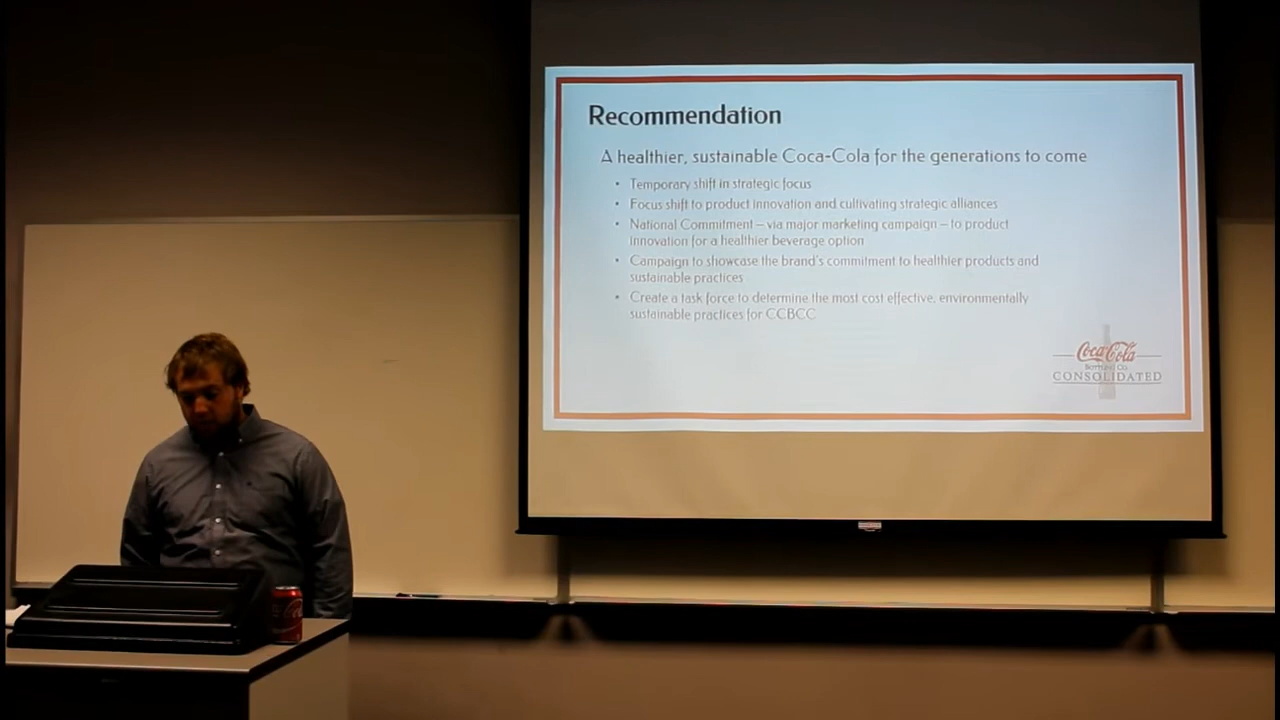 Recommendation
A healthier, sustainable Coca-Cola for the generations to come
• Temporary shift in strategic focus
• Focus shift to product innovation and cultivating strategic alliances
• National Commitment – via major marketing campaign – to product
innovation for a healthier beverage option
• Campaign to showcase the brand's commitment to healthier products and
sustainable practices
• Create a task force to determine the most cost effective, environmentally
sustainable practices for CCBCC
Coca-Cola
Bottling Co.
CONSOLIDATED